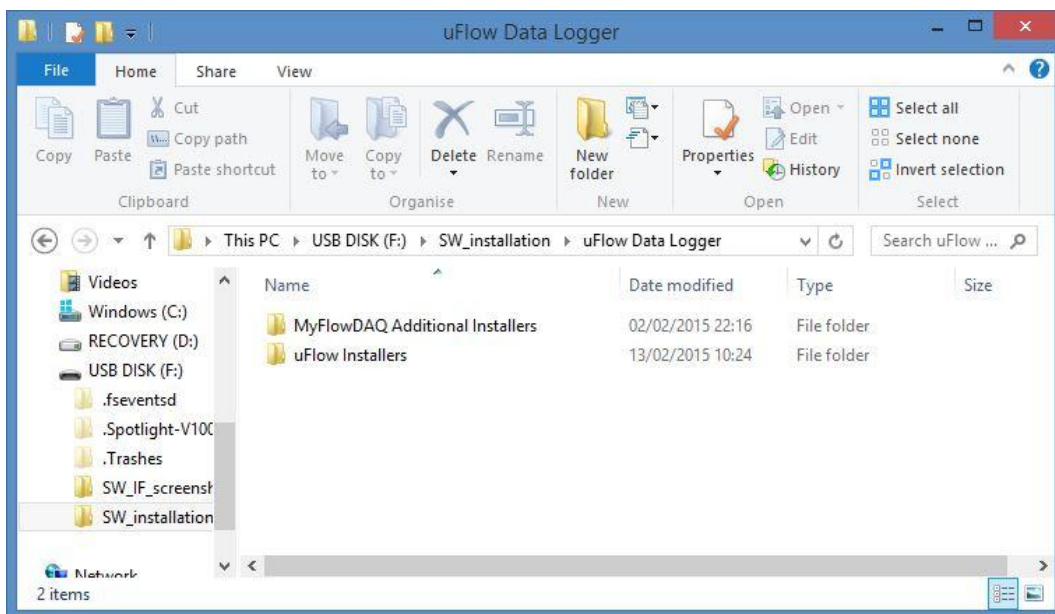 uFlow Data Logger
File Home Share View
Copy
Paste
Cut
Copy path
Paste shortcut
Clipboard
Move to
Copy to
Delete
Rename
Organise
New folder
New
Properties
Open
Edit
History
Open
Select all
Select none
Invert selection
Select
This PC USB DISK (F:) SW_installation uFlow Data Logger
Search uFlow ...
Videos
Windows (C:)
RECOVERY (D:)
USB DISK (F:)
.fseventsd
.Spotlight-V100
.Trashes
SW_IF_screensh
SW_installation
Network
Name Date modified Type Size
MyFlowDAQ Additional Installers 02/02/2015 22:16 File folder
uFlow Installers 13/02/2015 10:24 File folder
2 items